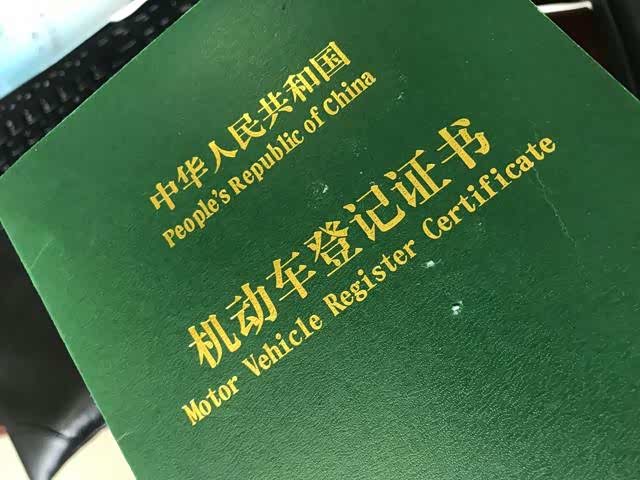 中华人民共和国
People's Republic of China
机动车登记证书
Motor Vehicle Register Certificate